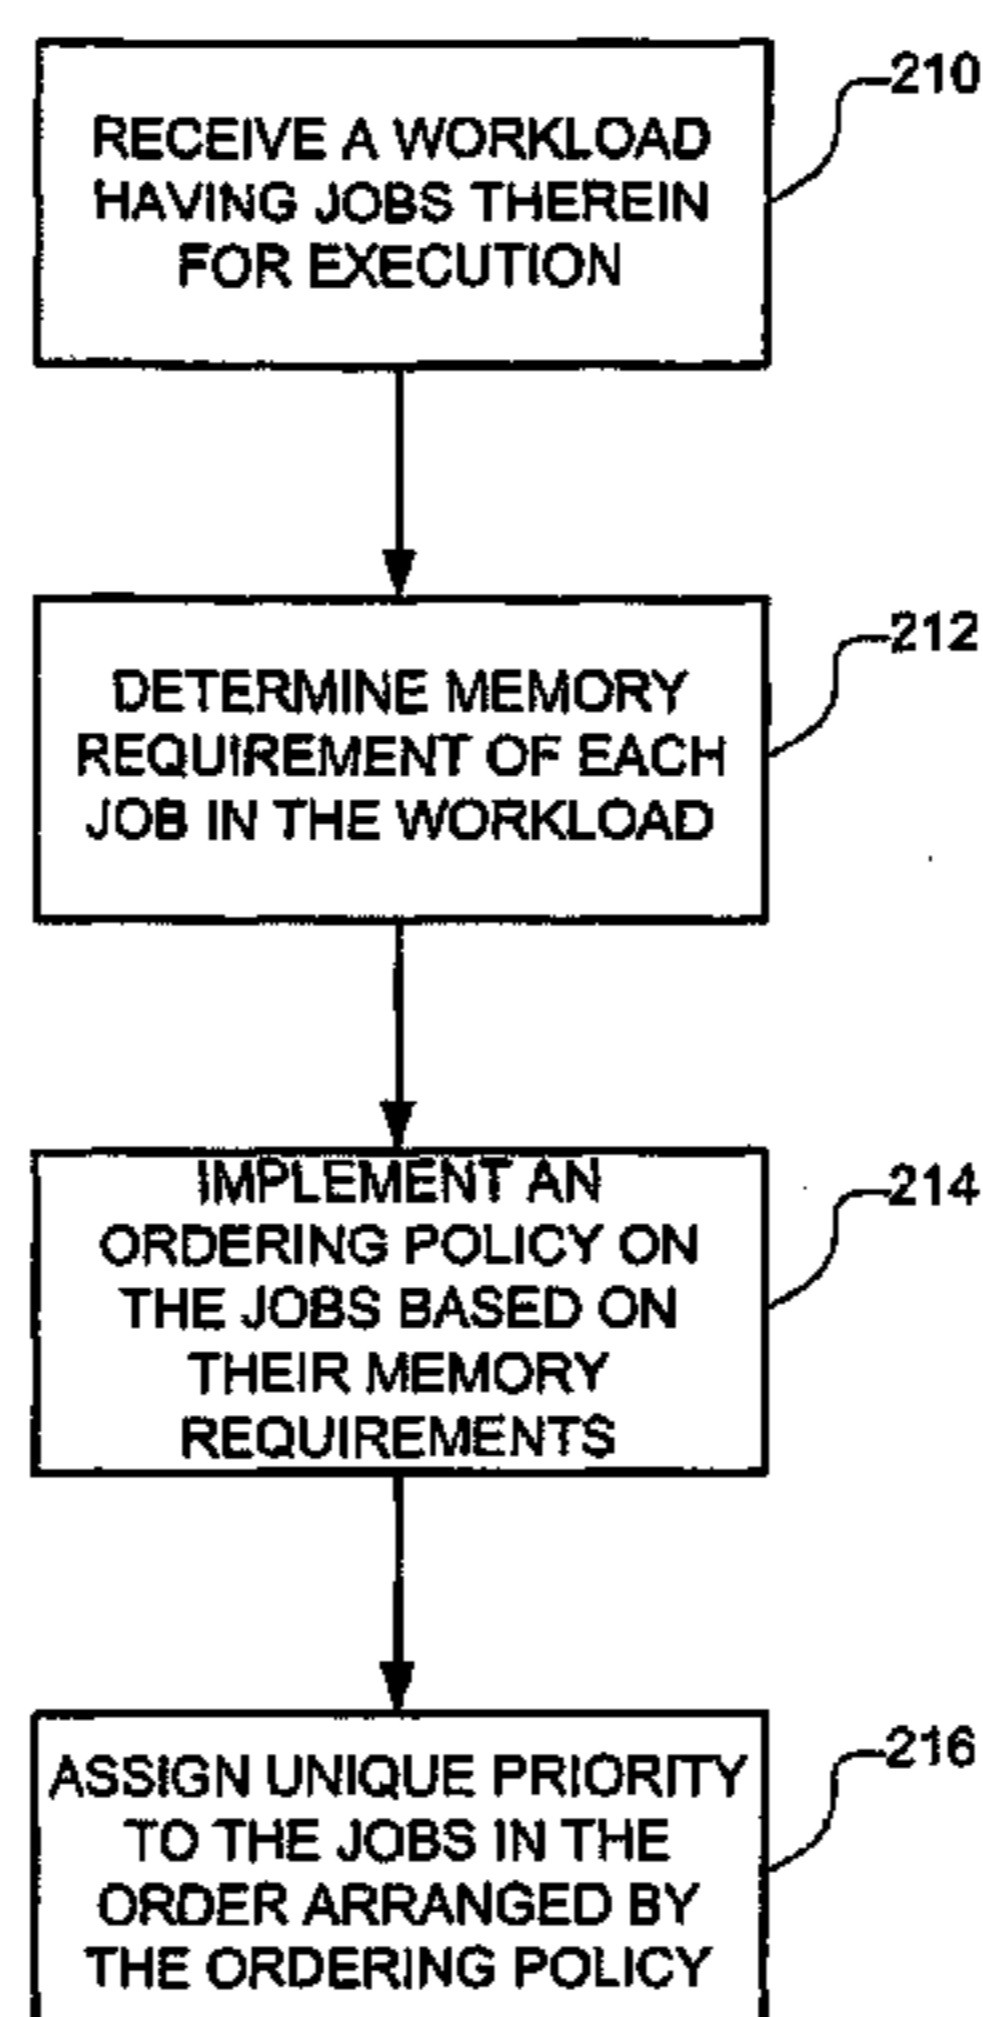 210
RECEIVE A WORKLOAD
HAVING JOBS THEREIN
FOR EXECUTION
212
DETERMINE MEMORY
REQUIREMENT OF EACH
JOB IN THE WORKLOAD
214
IMPLEMENT AN
ORDERING POLICY ON
THE JOBS BASED ON
THEIR MEMORY
REQUIREMENTS
216
ASSIGN UNIQUE PRIORITY
TO THE JOBS IN THE
ORDER ARRANGED BY
THE ORDERING POLICY